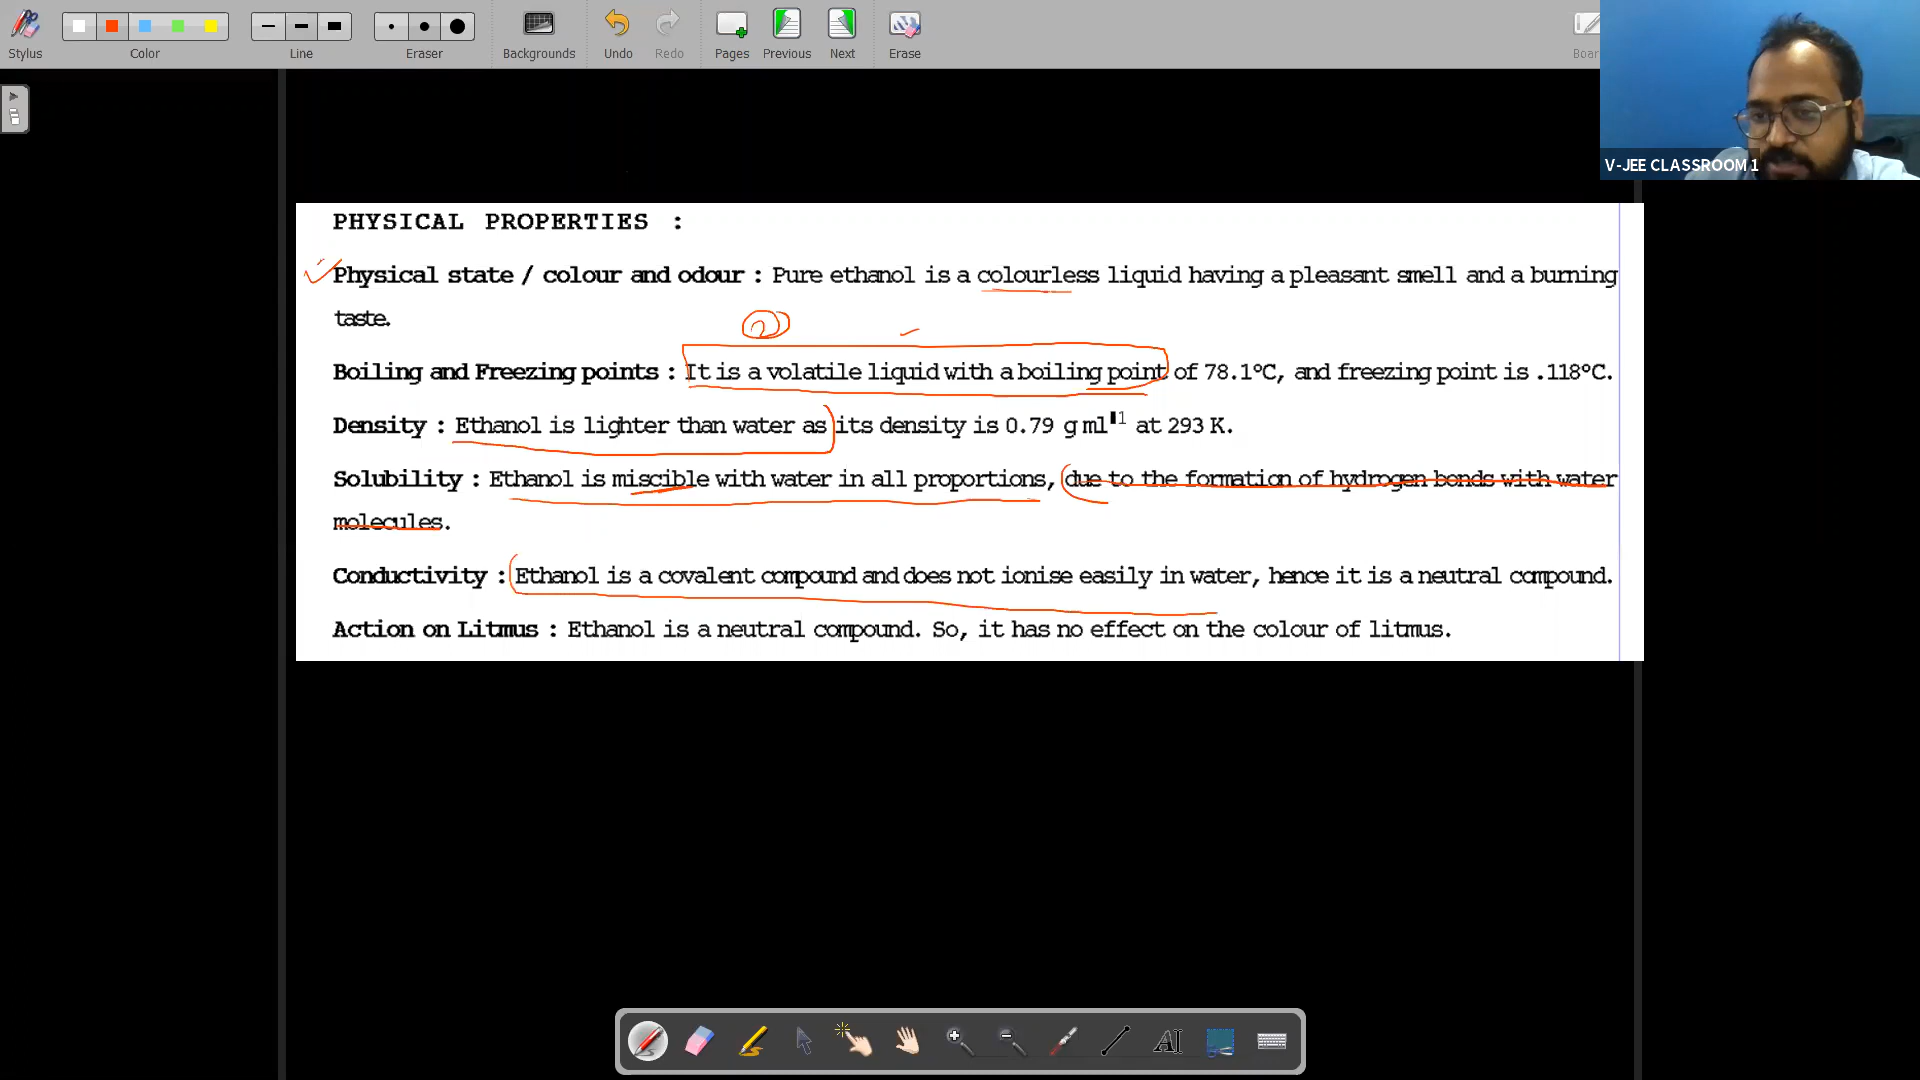 Stylus Color Line Eraser Backgrounds Undo Redo Pages Previous Next Erase
V-JEE CLASSROOM 1
PHYSICAL PROPERTIES :
Physical state / colour and odour : Pure ethanol is a colourless liquid having a pleasant smell and a burning
taste.
2
Boiling and Freezing points : It is a volatile liquid with a boiling point of 78.1°C, and freezing point is .118°C.
Density : Ethanol is lighter than water as its density is 0.79 g ml▮1 at 293 K.
Solubility : Ethanol is miscible with water in all proportions, due to the formation of hydrogen bonds with water
molecules.
Conductivity : Ethanol is a covalent compound and does not ionise easily in water, hence it is a neutral compound.
Action on Litmus : Ethanol is a neutral compound. So, it has no effect on the colour of litmus.